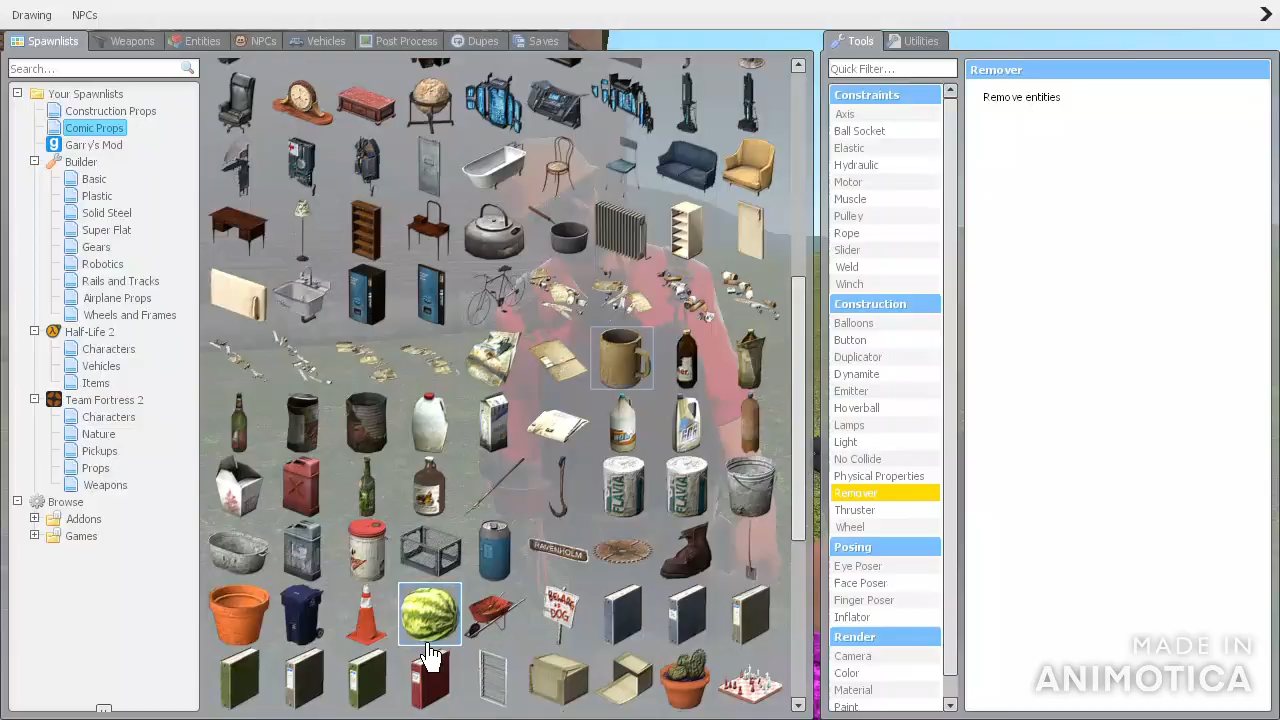 Drawing NPCs
Spawnlists Weapons Entities NPCs Vehicles Post Process Dupes Saves
Tools Utilities
Search...
Your Spawnlists
Construction Props
Comic Props
Garry's Mod
Builder
Basic
Plastic
Solid Steel
Super Flat
Gears
Robotics
Rails and Tracks
Airplane Props
Wheels and Frames
Half-Life 2
Characters
Vehicles
Items
Team Fortress 2
Characters
Nature
Pickups
Props
Weapons
Browse
Addons
Games
RAVENHOLM
BEWARE OF DOG
Quick Filter...
Constraints
Axis
Ball Socket
Elastic
Hydraulic
Motor
Muscle
Pulley
Rope
Slider
Weld
Winch
Construction
Balloons
Button
Duplicator
Dynamite
Emitter
Hoverball
Lamps
Light
No Collide
Physical Properties
Remover
Thruster
Wheel
Posing
Eye Poser
Face Poser
Finger Poser
Inflator
Render
Camera
Color
Material
Paint
Remover
Remove entities
MADE IN
ANIMOTICA